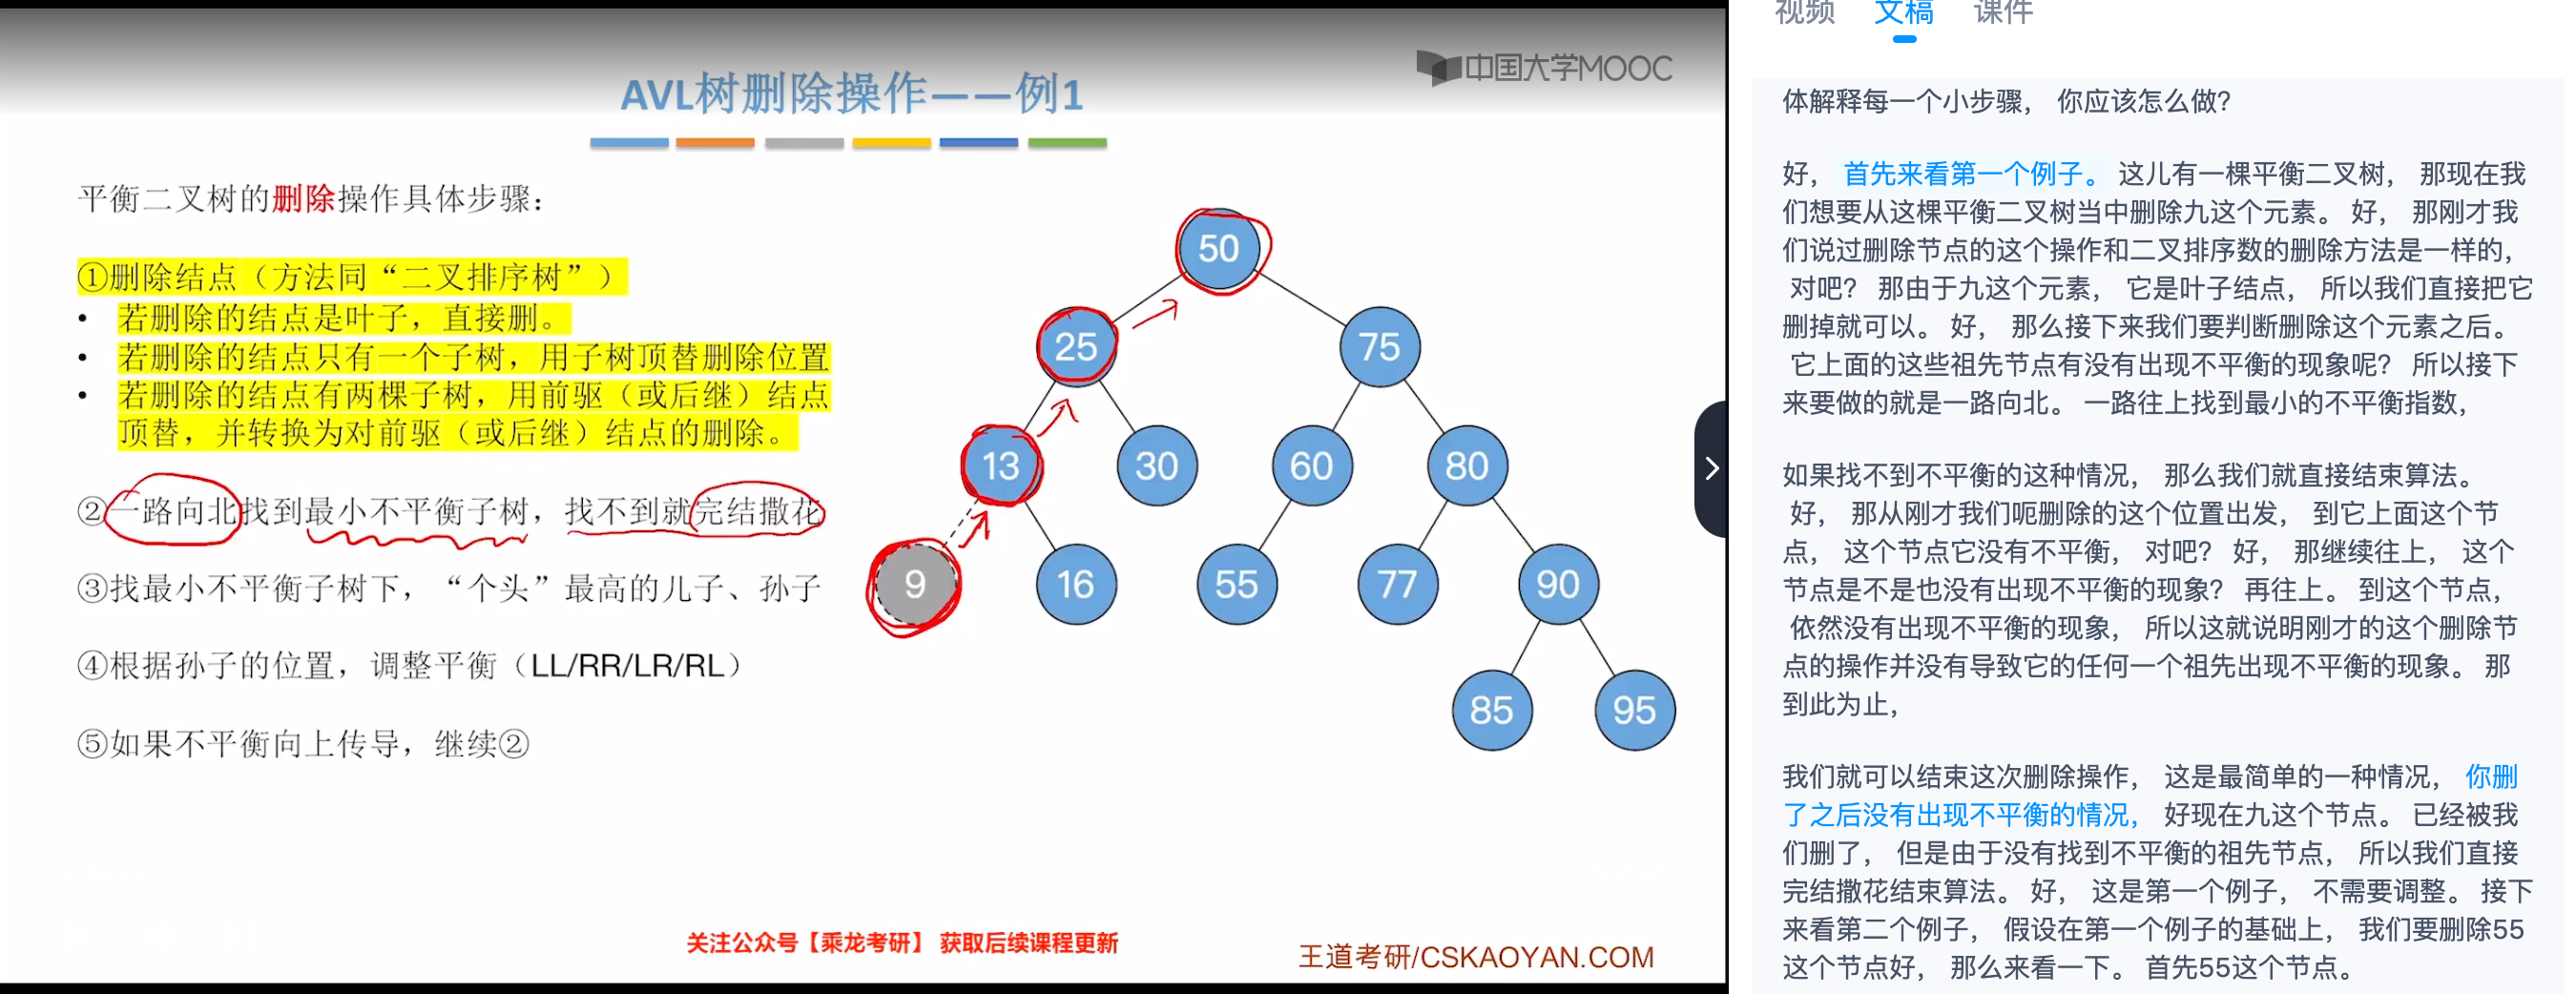 中国大学MOOC
AVL树删除操作——例1
平衡二叉树的删除操作具体步骤：
①删除结点（方法同“二叉排序树”）
• 若删除的结点是叶子，直接删。
• 若删除的结点只有一个子树，用子树顶替删除位置
• 若删除的结点有两棵子树，用前驱（或后继）结点
顶替，并转换为对前驱（或后继）结点的删除。
②一路向北找到最小不平衡子树，找不到就完结撒花
③找最小不平衡子树下，“个头”最高的儿子、孙子
④根据孙子的位置，调整平衡（LL/RR/LR/RL）
⑤如果不平衡向上传导，继续②
50
25
75
13
30
60
80
9
16
55
77
90
85
95
关注公众号【乘龙考研】 获取后续课程更新
王道考研/CSKAOYAN.COM
视频 文稿 课件
体解释每一个小步骤， 你应该怎么做？
好， 首先来看第一个例子。 这儿有一棵平衡二叉树， 那现在我
们想要从这棵平衡二叉树当中删除九这个元素。 好， 那刚才我
们说过删除节点的这个操作和二叉排序数的删除方法是一样的，
对吧？ 那由于九这个元素， 它是叶子结点， 所以我们直接把它
删掉就可以。 好， 那么接下来我们要判断删除这个元素之后。
它上面的这些祖先节点有没有出现不平衡的现象呢？ 所以接下
来要做的就是一路向北。 一路往上找到最小的不平衡指数，
如果找不到不平衡的这种情况， 那么我们就直接结束算法。
好， 那从刚才我们呃删除的这个位置出发， 到它上面这个节
点， 这个节点它没有不平衡， 对吧？ 好， 那继续往上， 这个
节点是不是也没有出现不平衡的现象？ 再往上。 到这个节点，
依然没有出现不平衡的现象， 所以这就说明刚才的这个删除节
点的操作并没有导致它的任何一个祖先出现不平衡的现象。 那
到此为止，
我们就可以结束这次删除操作， 这是最简单的一种情况， 你删
了之后没有出现不平衡的情况， 好现在九这个节点。 已经被我
们删了， 但是由于没有找到不平衡的祖先节点， 所以我们直接
完结撒花结束算法。 好， 这是第一个例子， 不需要调整。 接下
来看第二个例子， 假设在第一个例子的基础上， 我们要删除55
这个节点好， 那么来看一下。 首先55这个节点。